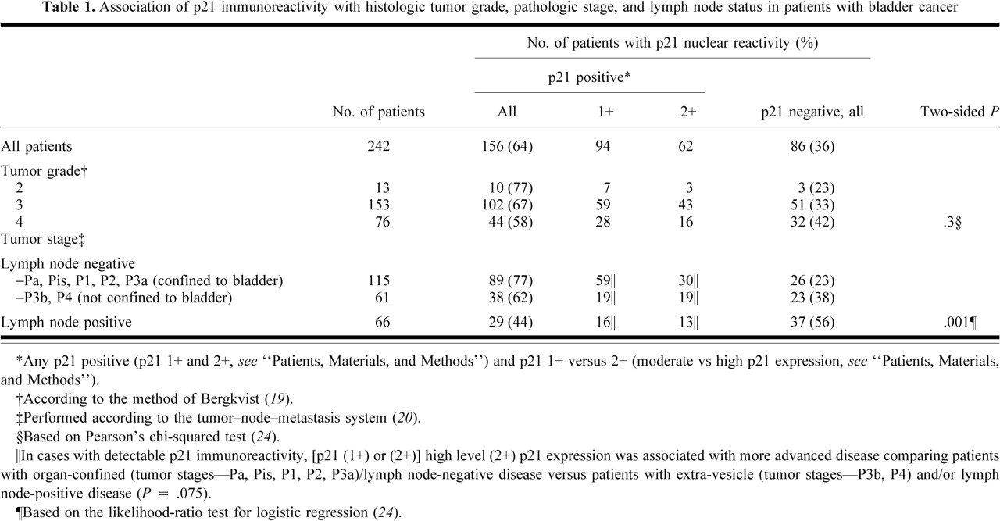 Table 1. Association of p21 immunoreactivity with histologic tumor grade, pathologic stage, and lymph node status in patients with bladder cancer
No. of patients with p21 nuclear reactivity (%)
p21 positive*
No. of patients All 1+ 2+ p21 negative, all Two-sided P
All patients 242 156 (64) 94 62 86 (36)
Tumor grade†
2 13 10 (77) 7 3 3 (23)
3 153 102 (67) 59 43 51 (33)
4 76 44 (58) 28 16 32 (42) .3§
Tumor stage‡
Lymph node negative
–Pa, Pis, P1, P2, P3a (confined to bladder) 115 89 (77) 59‖ 30‖ 26 (23)
–P3b, P4 (not confined to bladder) 61 38 (62) 19‖ 19‖ 23 (38)
Lymph node positive 66 29 (44) 16‖ 13‖ 37 (56) .001¶
*Any p21 positive (p21 1+ and 2+, see ‘‘Patients, Materials, and Methods’’) and p21 1+ versus 2+ (moderate vs high p21 expression, see ‘‘Patients, Materials,
and Methods’’).
†According to the method of Bergkvist (19).
‡Performed according to the tumor–node–metastasis system (20).
§Based on Pearson’s chi-squared test (24).
‖In cases with detectable p21 immunoreactivity, [p21 (1+) or (2+)] high level (2+) p21 expression was associated with more advanced disease comparing patients
with organ-confined (tumor stages—Pa, Pis, P1, P2, P3a)/lymph node-negative disease versus patients with extra-vesicle (tumor stages—P3b, P4) and/or lymph
node-positive disease (P = .075).
¶Based on the likelihood-ratio test for logistic regression (24).